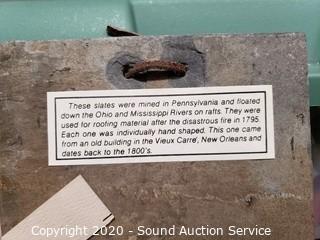 These slates were mined in Pennsylvania and floated
down the Ohio and Mississippi Rivers on rafts. They were
used for roofing material after the disastrous fire in 1795.
Each one was individually hand shaped. This one came
from an old building in the Vieux Carre', New Orleans and
dates back to the 1800's.
Copyright 2020 - Sound Auction Service